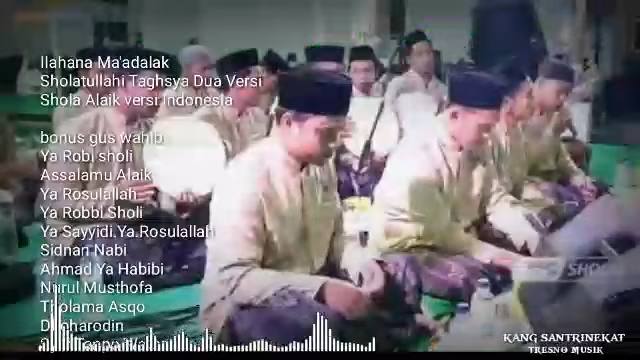 Ilahana Ma'adalak
Sholatullahi Taghsya Dua Versi
Shola Alaik versi Indonesia
bonus gus wahib
Ya Robi sholi
Assalamu Alaik
Ya Rosulallah
Ya Robbi Sholi
Ya Sayyidi.Ya.Rosulallah
Sidnan Nabi
Ahmad Ya Habibi
Nurul Musthofa
Tholama Asqo
SHOL
KANG SANTRINEKAT
TRESNO MUSIK